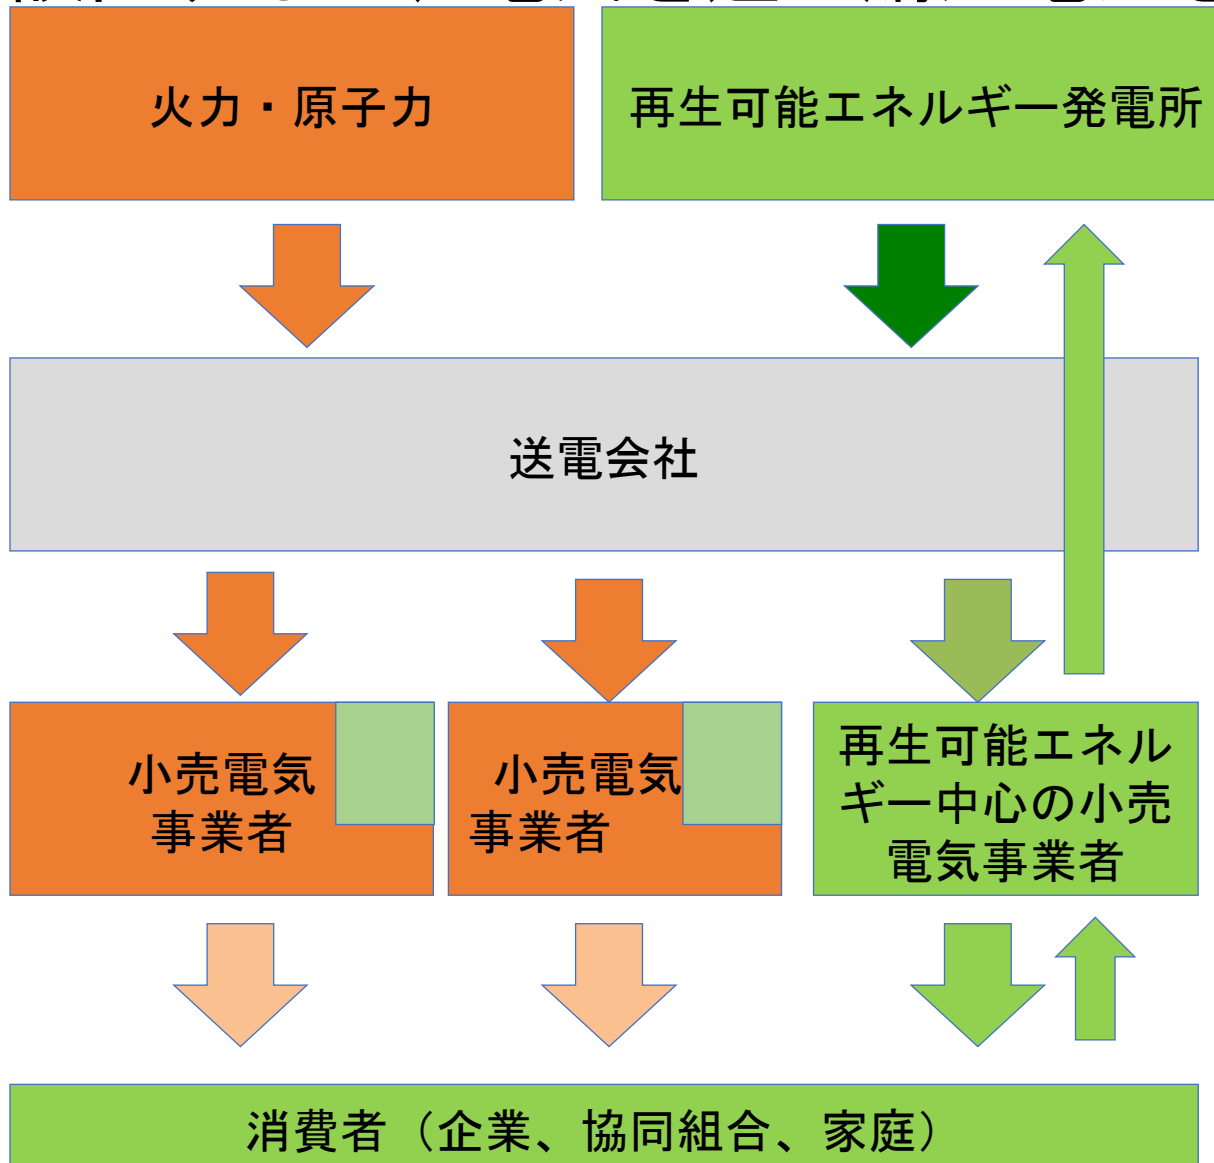 火力・原子力
再生可能エネルギー発電所
送電会社
小売電気
事業者
小売電気
事業者
再生可能エネル
ギー中心の小売
電気事業者
消費者（企業、協同組合、家庭）